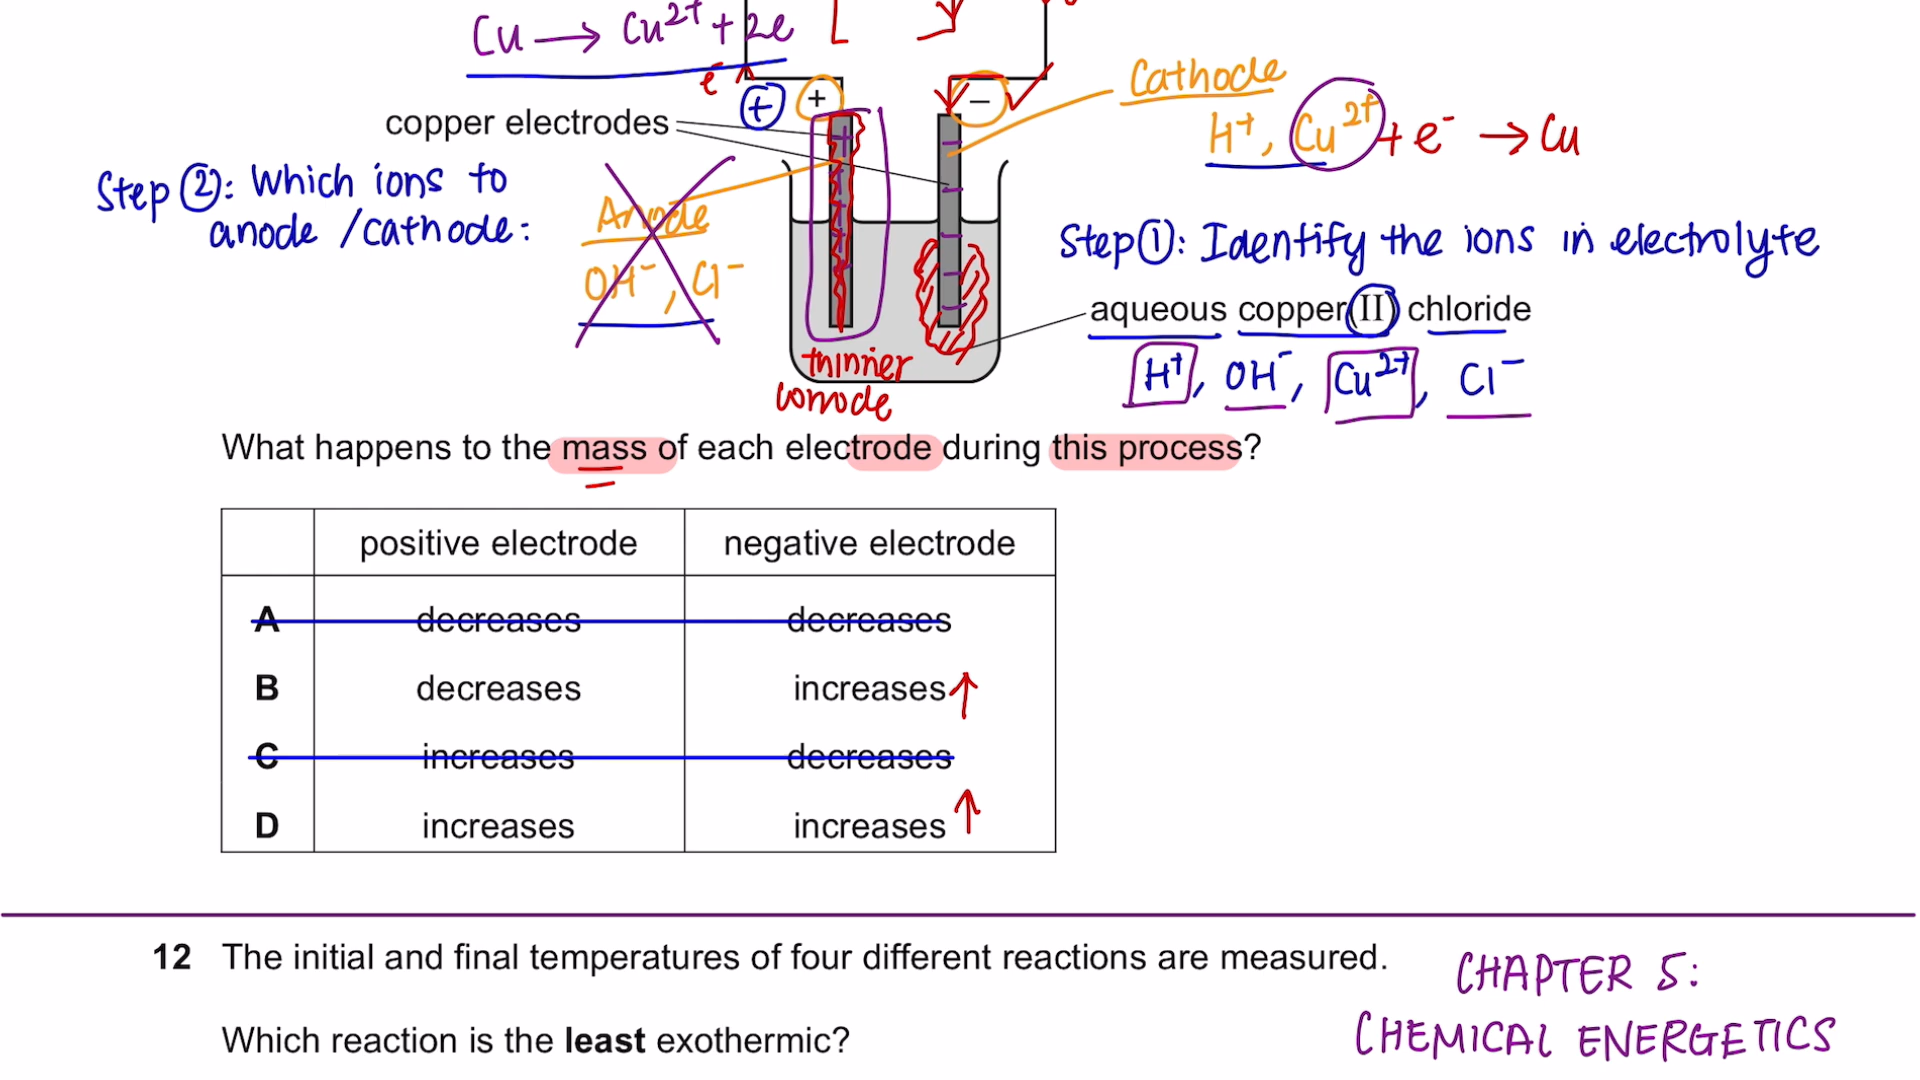 Cu → Cu²⁺ + 2e
e⁻
+ + −
Cathode
copper electrodes
H⁺, Cu²⁺ + e⁻ → Cu
Step ②: Which ions to
anode / cathode:
Anode
OH⁻, Cl⁻
Step ①: Identify the ions in electrolyte
aqueous copper(II) chloride
thinner
corrode
H⁺, OH⁻, Cu²⁺, Cl⁻
What happens to the mass of each electrode during this process?
positive electrode negative electrode
A decreases decreases
B decreases increases ↑
C increases decreases
D increases increases ↑
12 The initial and final temperatures of four different reactions are measured.
CHAPTER 5:
CHEMICAL ENERGETICS
Which reaction is the least exothermic?